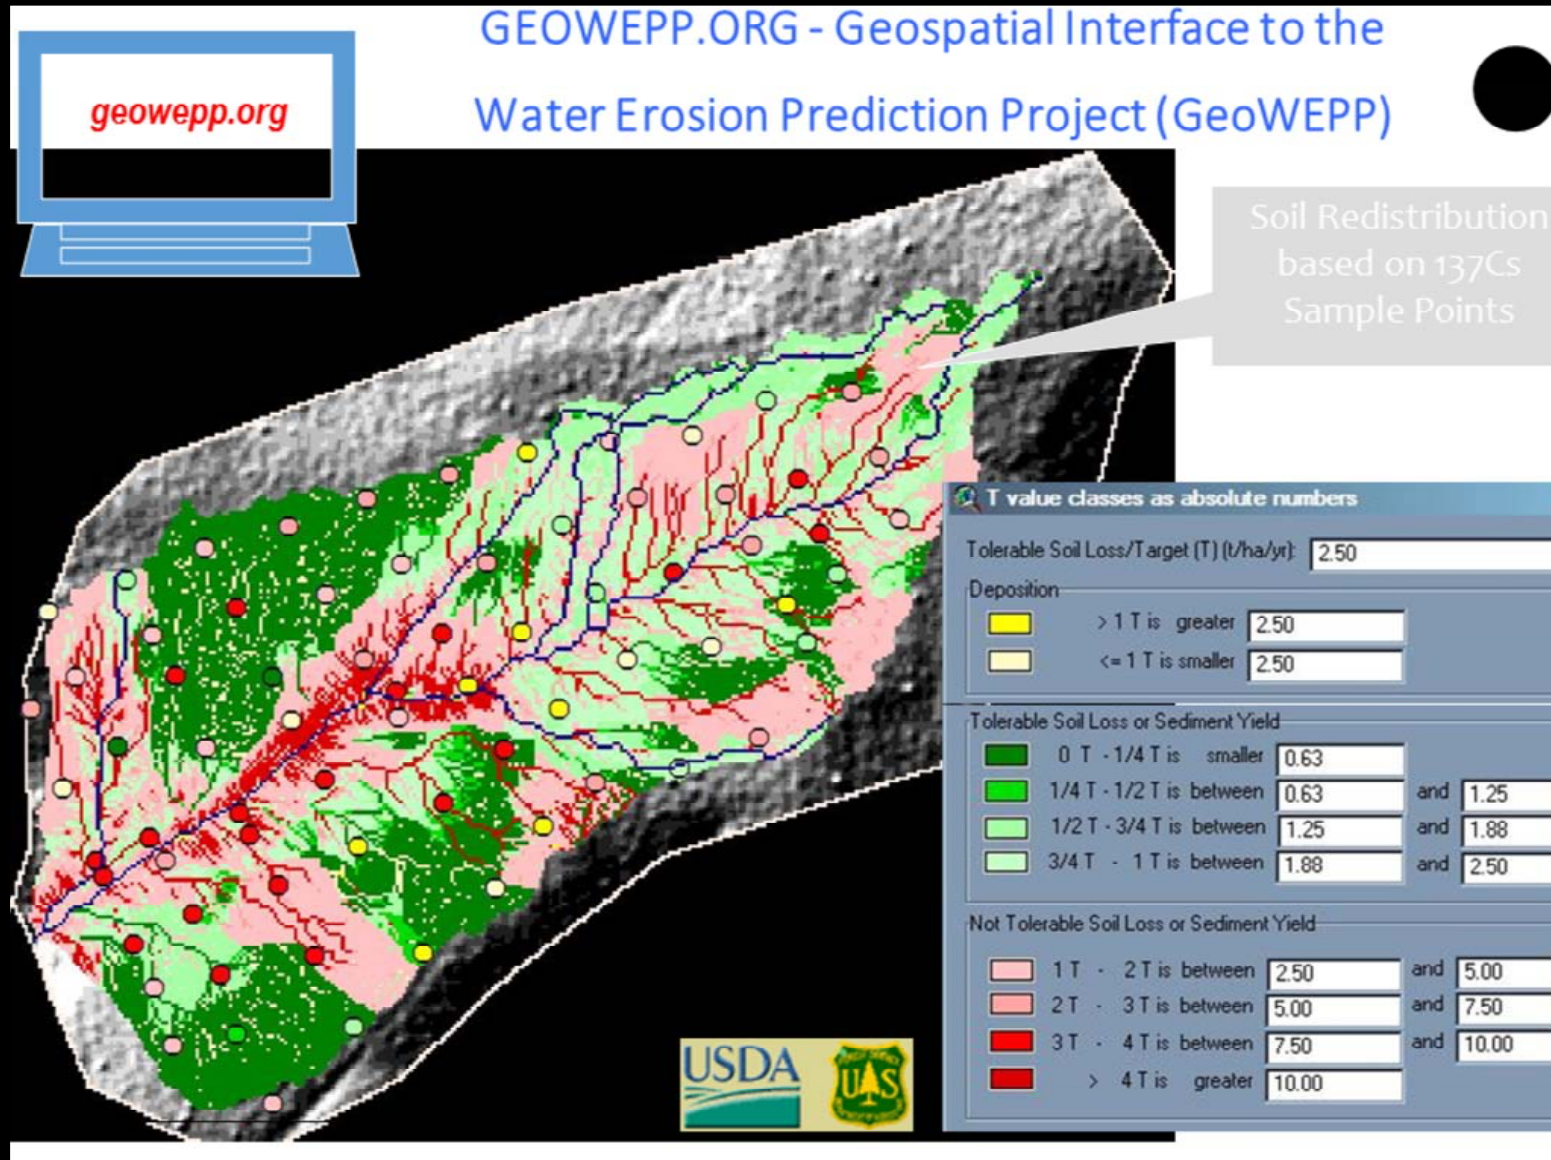 GEOWEPP.ORG - Geospatial Interface to the
Water Erosion Prediction Project (GeoWEPP)
geowepp.org
Soil Redistribution
based on 137Cs
Sample Points
T value classes as absolute numbers
Tolerable Soil Loss/Target (T) (t/ha/yr): 2.50
Deposition
> 1 T is greater 2.50
<= 1 T is smaller 2.50
Tolerable Soil Loss or Sediment Yield
0 T - 1/4 T is smaller 0.63
1/4 T - 1/2 T is between 0.63 and 1.25
1/2 T - 3/4 T is between 1.25 and 1.88
3/4 T - 1 T is between 1.88 and 2.50
Not Tolerable Soil Loss or Sediment Yield
1 T - 2 T is between 2.50 and 5.00
2 T - 3 T is between 5.00 and 7.50
3 T - 4 T is between 7.50 and 10.00
> 4 T is greater 10.00
USDA
UAS